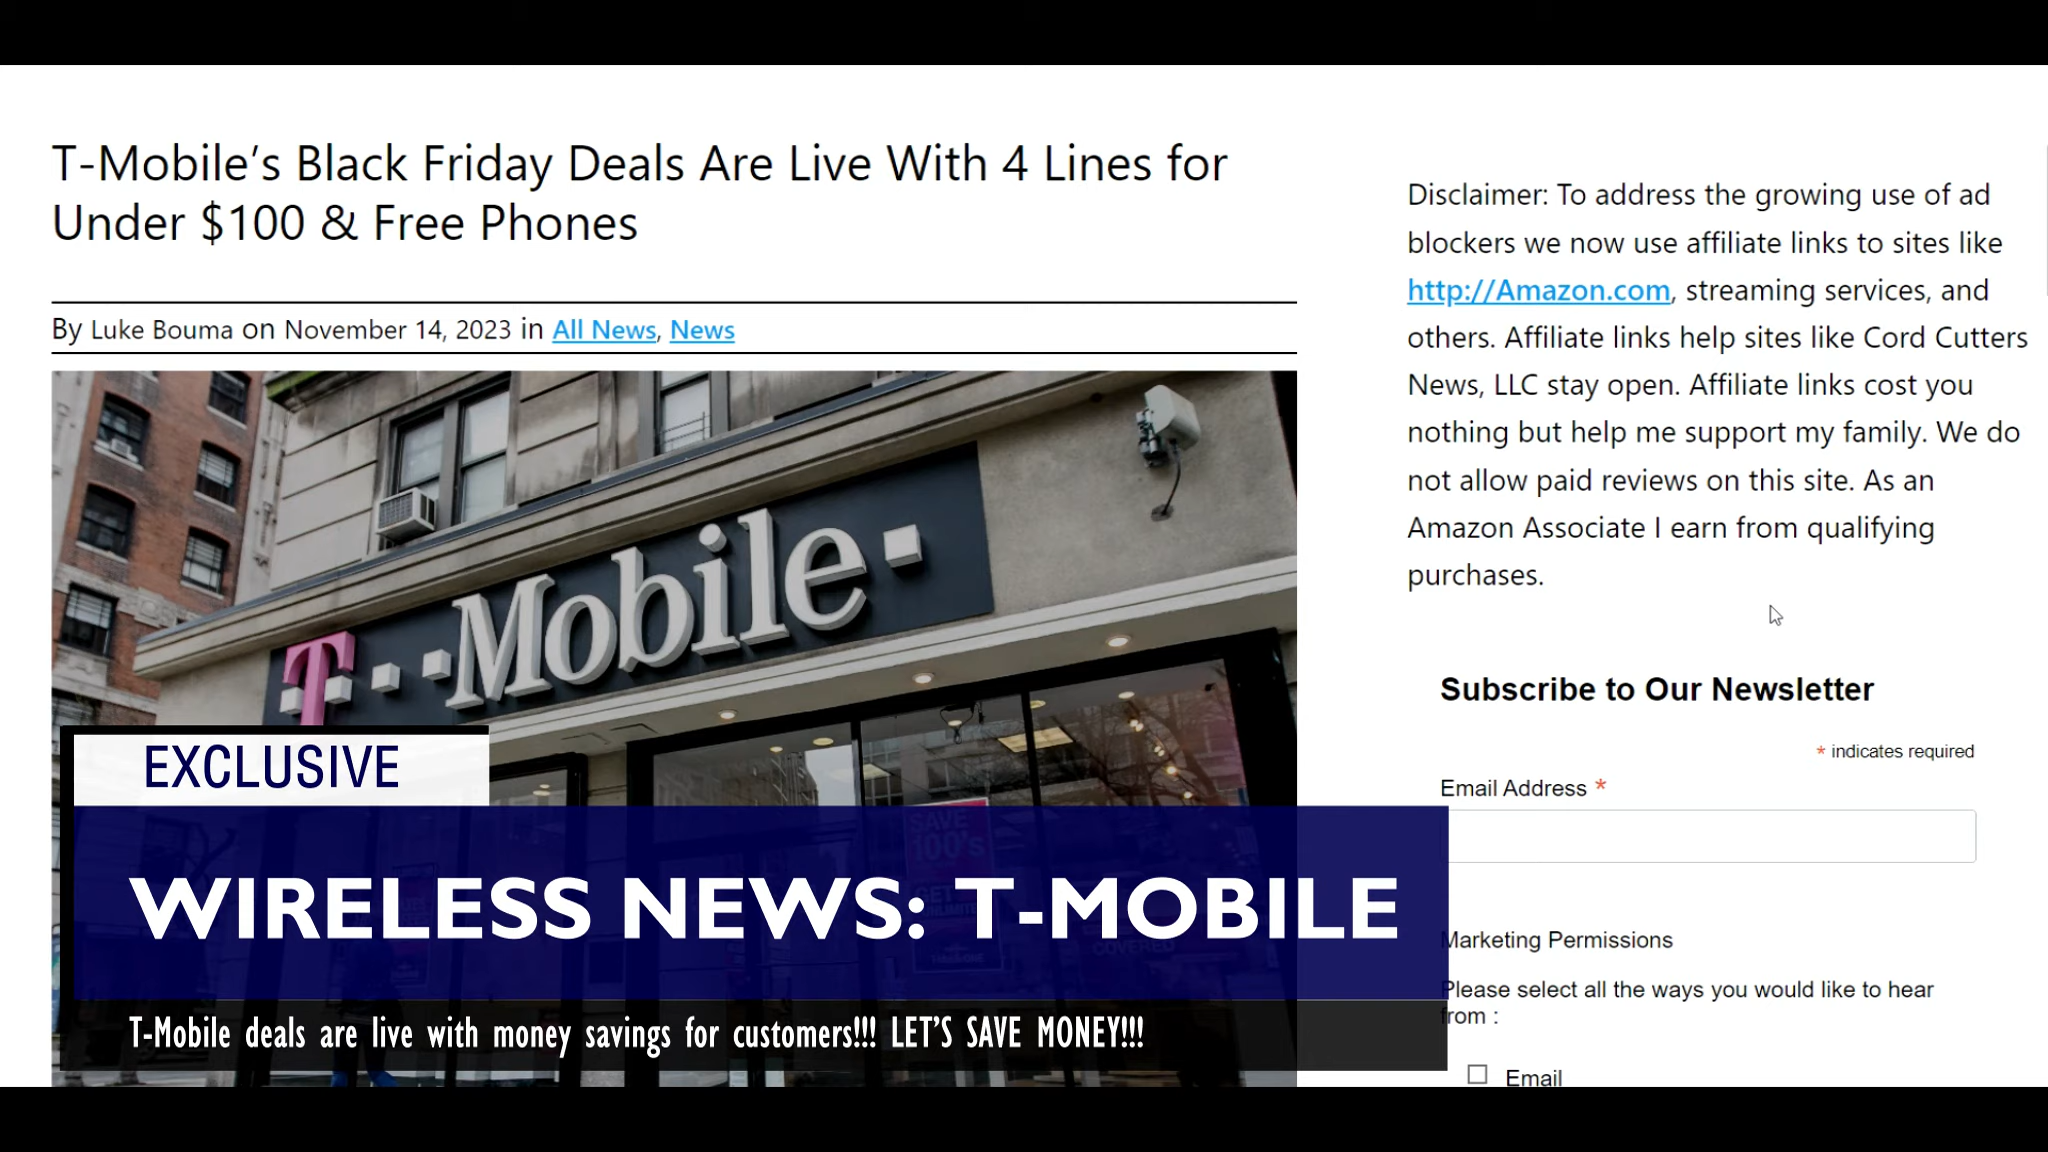 T-Mobile’s Black Friday Deals Are Live With 4 Lines for
Under $100 & Free Phones
By Luke Bouma on November 14, 2023 in All News, News
T··Mobile·
SAVE
100's
GET
UNLIMITED
COVERED
EXCLUSIVE
WIRELESS NEWS: T-MOBILE
T-Mobile deals are live with money savings for customers!!! LET’S SAVE MONEY!!!
Disclaimer: To address the growing use of ad
blockers we now use affiliate links to sites like
http://Amazon.com, streaming services, and
others. Affiliate links help sites like Cord Cutters
News, LLC stay open. Affiliate links cost you
nothing but help me support my family. We do
not allow paid reviews on this site. As an
Amazon Associate I earn from qualifying
purchases.
Subscribe to Our Newsletter
* indicates required
Email Address *
Marketing Permissions
Please select all the ways you would like to hear
from :
Email